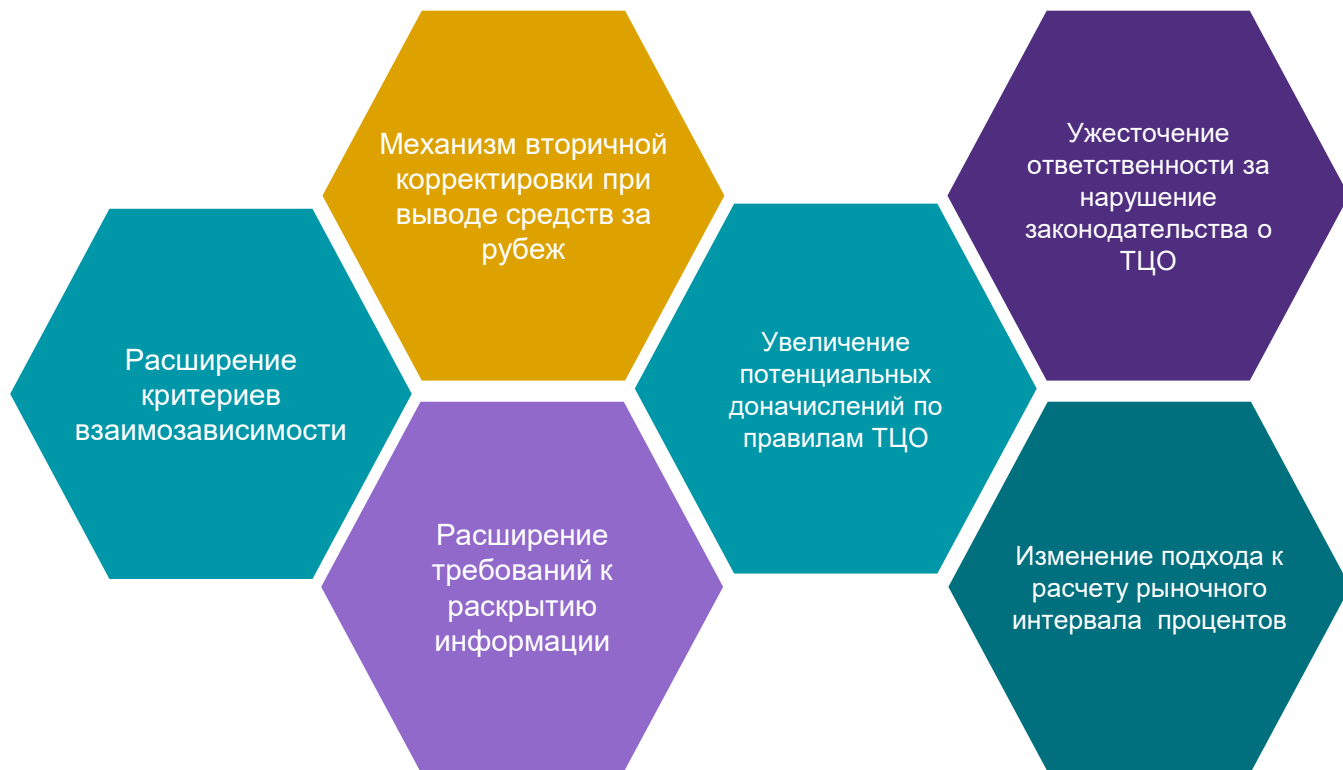 Механизм вторичной
корректировки при
выводе средств за
рубеж
Ужесточение
ответственности за
нарушение
законодательства о
ТЦО
Расширение
критериев
взаимозависимости
Увеличение
потенциальных
доначислений по
правилам ТЦО
Расширение
требований к
раскрытию
информации
Изменение подхода к
расчету рыночного
интервала  процентов